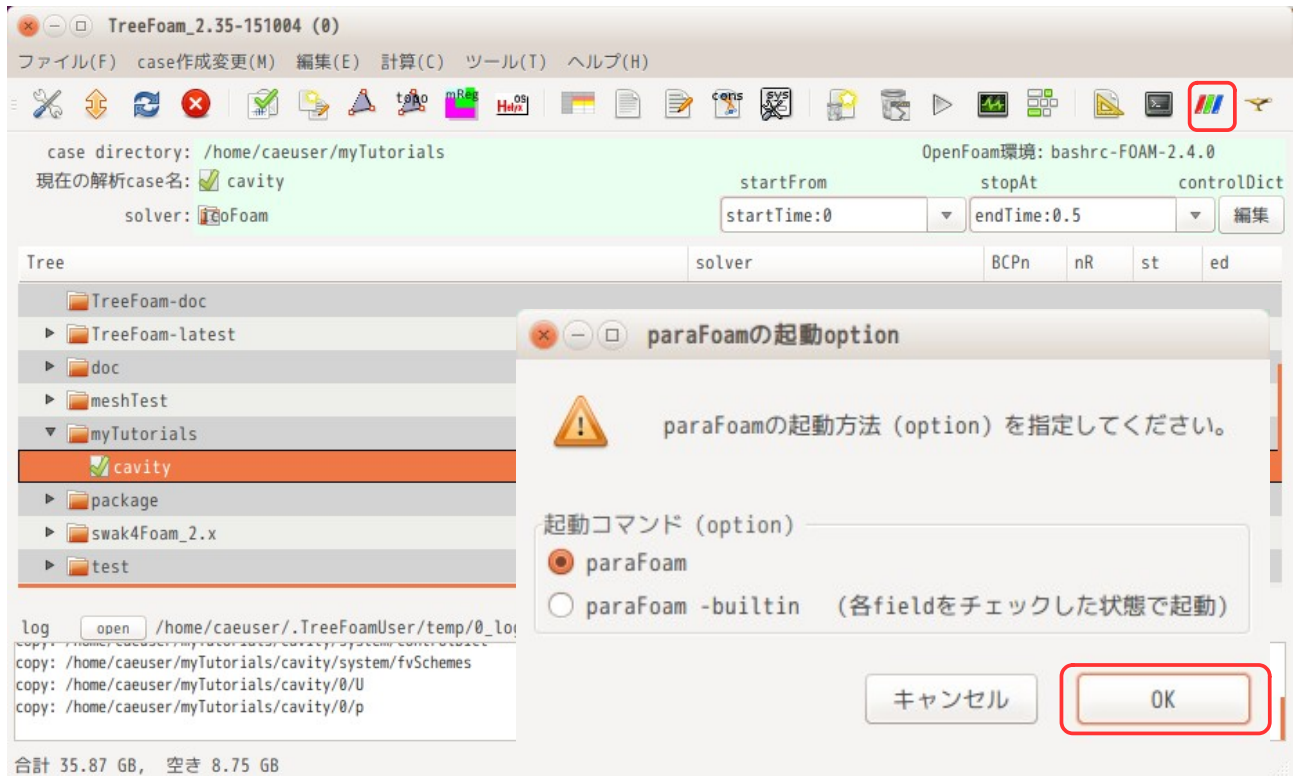 TreeFoam_2.35-151004 (0)
ファイル(F) case作成変更(M) 編集(E) 計算(C) ツール(T) ヘルプ(H)
topo mReg Helyx OS cons SYS
case directory: /home/caeuser/myTutorials OpenFoam環境: bashrc-FOAM-2.4.0
現在の解析case名: cavity startFrom stopAt controlDict
solver: icoFoam startTime:0 endTime:0.5 編集
Tree solver BCPn nR st ed
TreeFoam-doc
TreeFoam-latest
doc
meshTest
myTutorials
cavity
package
swak4Foam_2.x
test
paraFoamの起動option
paraFoamの起動方法 (option) を指定してください。
起動コマンド (option)
paraFoam
paraFoam -builtin (各fieldをチェックした状態で起動)
キャンセル OK
log open /home/caeuser/.TreeFoamUser/temp/0_log
copy: /home/caeuser/myTutorials/cavity/system/controlDict
copy: /home/caeuser/myTutorials/cavity/system/fvSchemes
copy: /home/caeuser/myTutorials/cavity/0/U
copy: /home/caeuser/myTutorials/cavity/0/p
合計 35.87 GB, 空き 8.75 GB